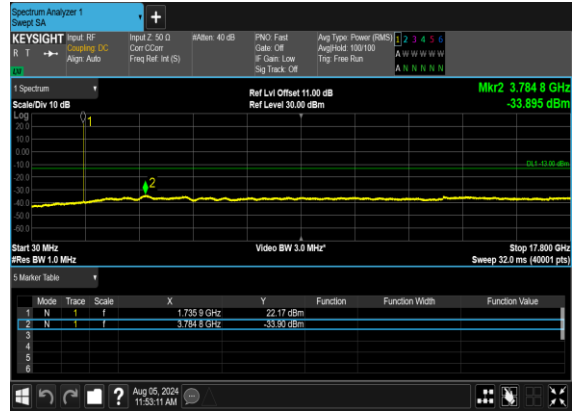 Spectrum Analyzer 1
Swept SA
+
KEYSIGHT Input: RF Input Z: 50 Ω #Atten: 40 dB PNO: Fast Avg Type: Power (RMS) 1 2 3 4 5 6
R T Coupling: DC Corr CCorr Gate: Off Avg|Hold: 100/100 A W W W W W
Align: Auto Freq Ref: Int (S) IF Gain: Low Trig: Free Run
Sig Track: Off A N N N N N
1 Spectrum Ref Lvl Offset 11.00 dB Mkr2 3.784 8 GHz
Scale/Div 10 dB Ref Level 30.00 dBm -33.895 dBm
Log
1
20.0
10.0
0.00
-10.0 DL1 -13.00 dBm
-20.0
2
-30.0
-40.0
-50.0
-60.0
Start 30 MHz Video BW 3.0 MHz* Stop 17.800 GHz
#Res BW 1.0 MHz Sweep 32.0 ms (40001 pts)
5 Marker Table
Mode Trace Scale X Y Function Function Width Function Value
1 N 1 f 1.735 9 GHz 22.17 dBm
2 N 1 f 3.784 8 GHz -33.90 dBm
3
4
5
6
? Aug 05, 2024
11:53:11 AM